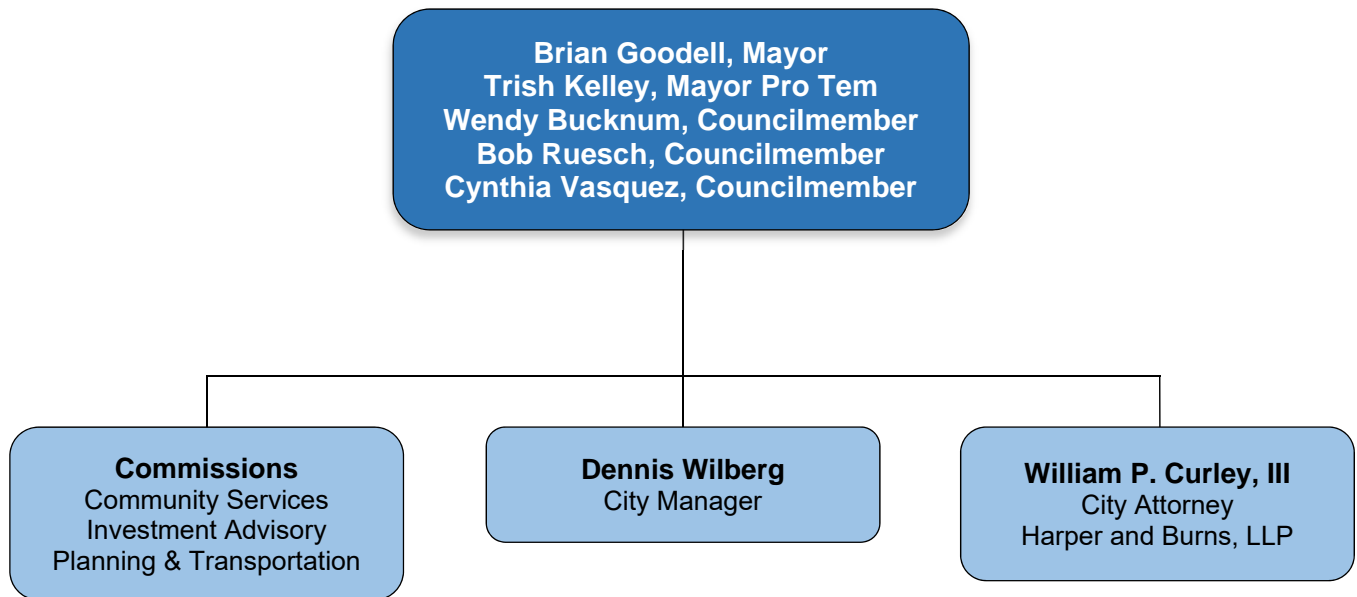 Brian Goodell, Mayor
Trish Kelley, Mayor Pro Tem
Wendy Bucknum, Councilmember
Bob Ruesch, Councilmember
Cynthia Vasquez, Councilmember
Commissions
Community Services
Investment Advisory
Planning & Transportation
Dennis Wilberg
City Manager
William P. Curley, III
City Attorney
Harper and Burns, LLP